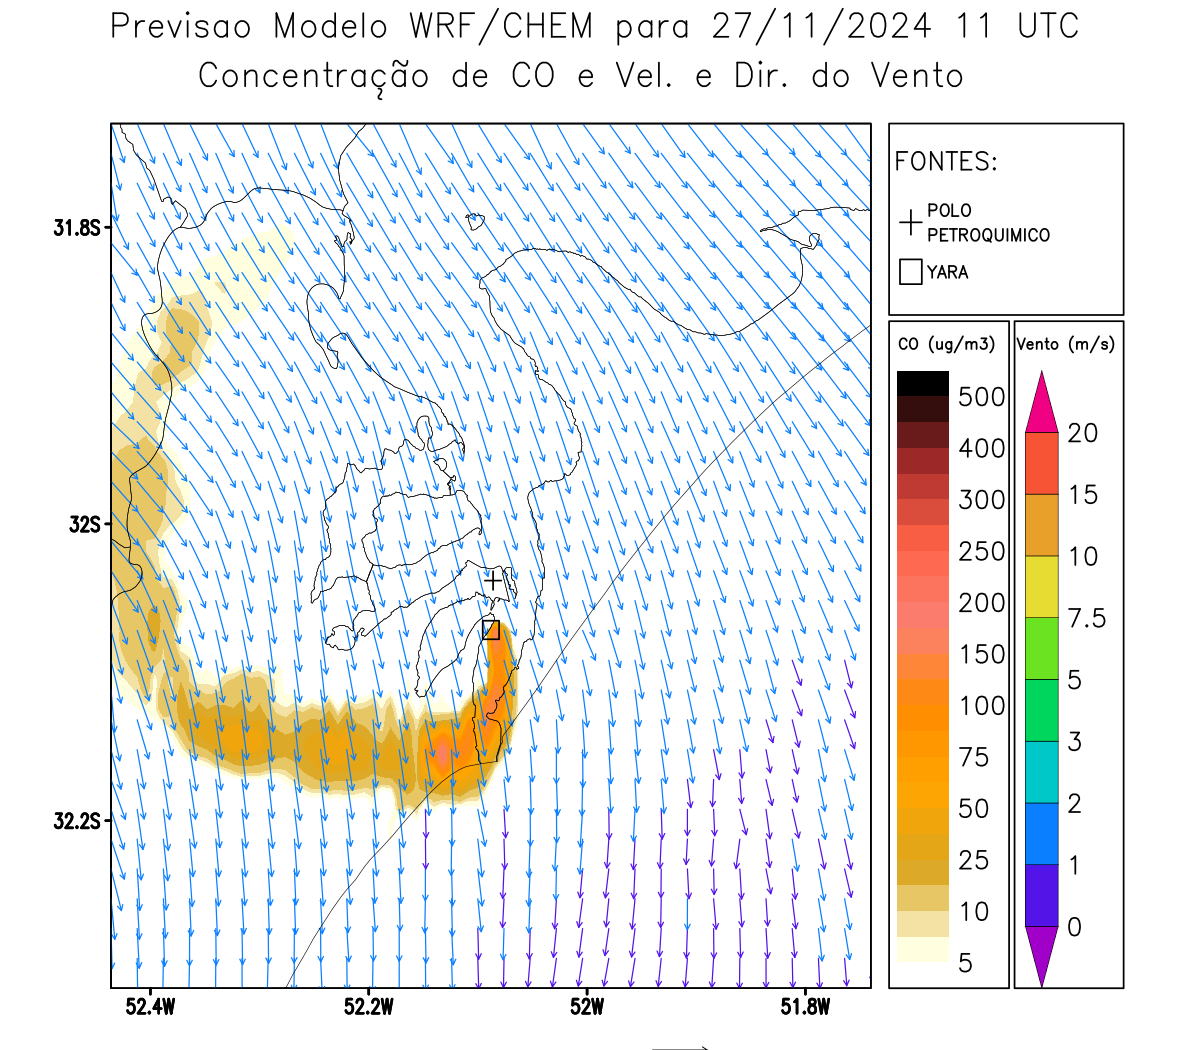 Previsao Modelo WRF/CHEM para 27/11/2024 11 UTC
Concentração de CO e Vel. e Dir. do Vento
FONTES:
POLO
PETROQUIMICO
YARA
CO (ug/m3)
500
400
300
250
200
150
100
75
50
25
10
5
Vento (m/s)
20
15
10
7.5
5
3
2
1
0
31.8S
32S
32.2S
52.4W
52.2W
52W
51.8W